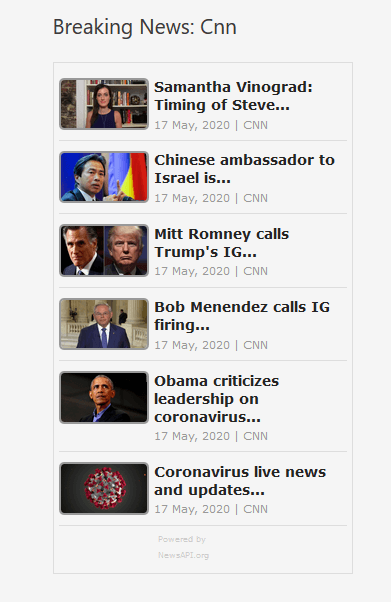 Breaking News: Cnn
Samantha Vinograd:
Timing of Steve...
17 May, 2020 | CNN
Chinese ambassador to
Israel is...
17 May, 2020 | CNN
Mitt Romney calls
Trump's IG...
17 May, 2020 | CNN
Bob Menendez calls IG
firing...
17 May, 2020 | CNN
Obama criticizes
leadership on
coronavirus...
17 May, 2020 | CNN
Coronavirus live news
and updates...
17 May, 2020 | CNN
Powered by
NewsAPI.org